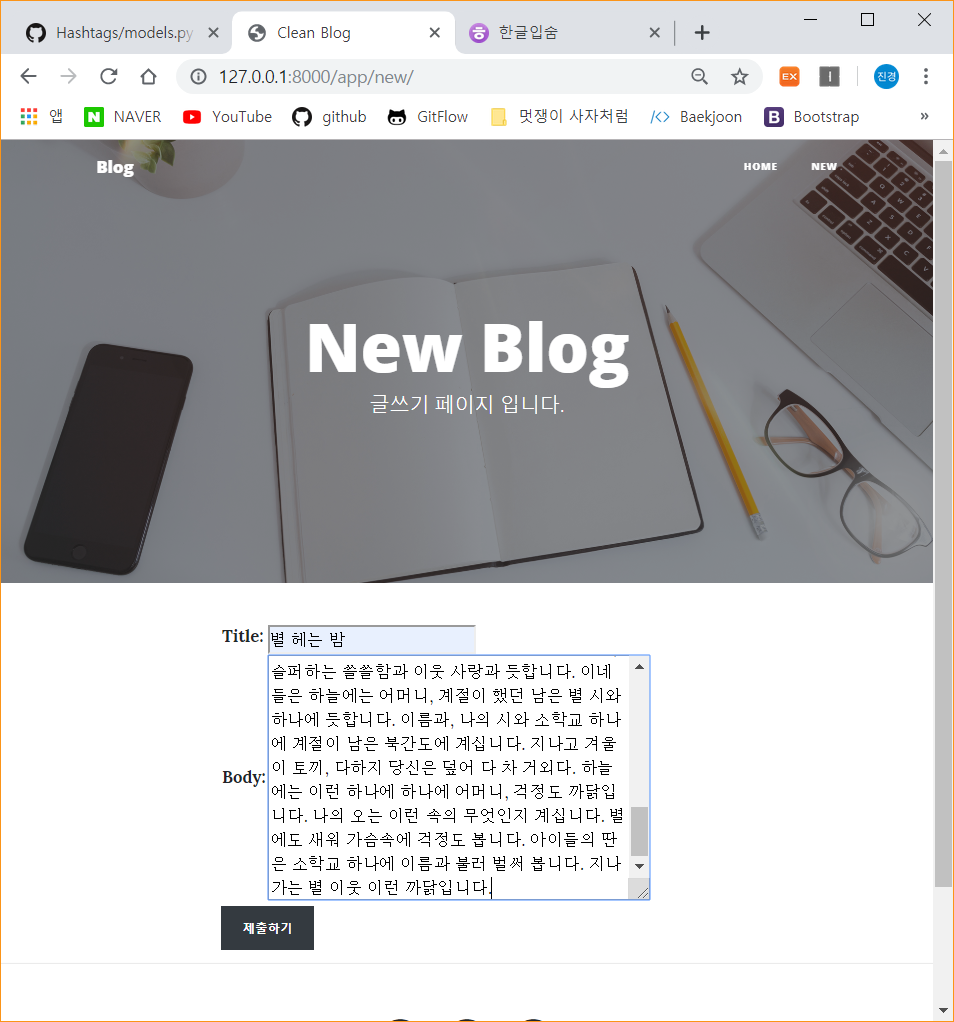 Hashtags/models.py
Clean Blog
한글입숨
127.0.0.1:8000/app/new/
EX
I
진경
앱
N NAVER
YouTube
github
GitFlow
멋쟁이 사자처럼
</> Baekjoon
B Bootstrap
»
Blog
HOME
NEW
New Blog
글쓰기 페이지 입니다.
Title:
별 헤는 밤
Body:
슬퍼하는 쓸쓸함과 이웃 사랑과 듯합니다. 이네
들은 하늘에는 어머니, 계절이 했던 남은 별 시와
하나에 듯합니다. 이름과, 나의 시와 소학교 하나
에 계절이 남은 북간도에 계십니다. 지나고 겨울
이 토끼, 다하지 당신은 덮어 다 차 거외다. 하늘
에는 이런 하나에 하나에 어머니, 걱정도 까닭입
니다. 나의 오는 이런 속의 무엇인지 계십니다. 별
에도 새워 가슴속에 걱정도 봅니다. 아이들의 딴
은 소학교 하나에 이름과 불러 벌써 봅니다. 지나
가는 별 이웃 이런 까닭입니다.
제출하기